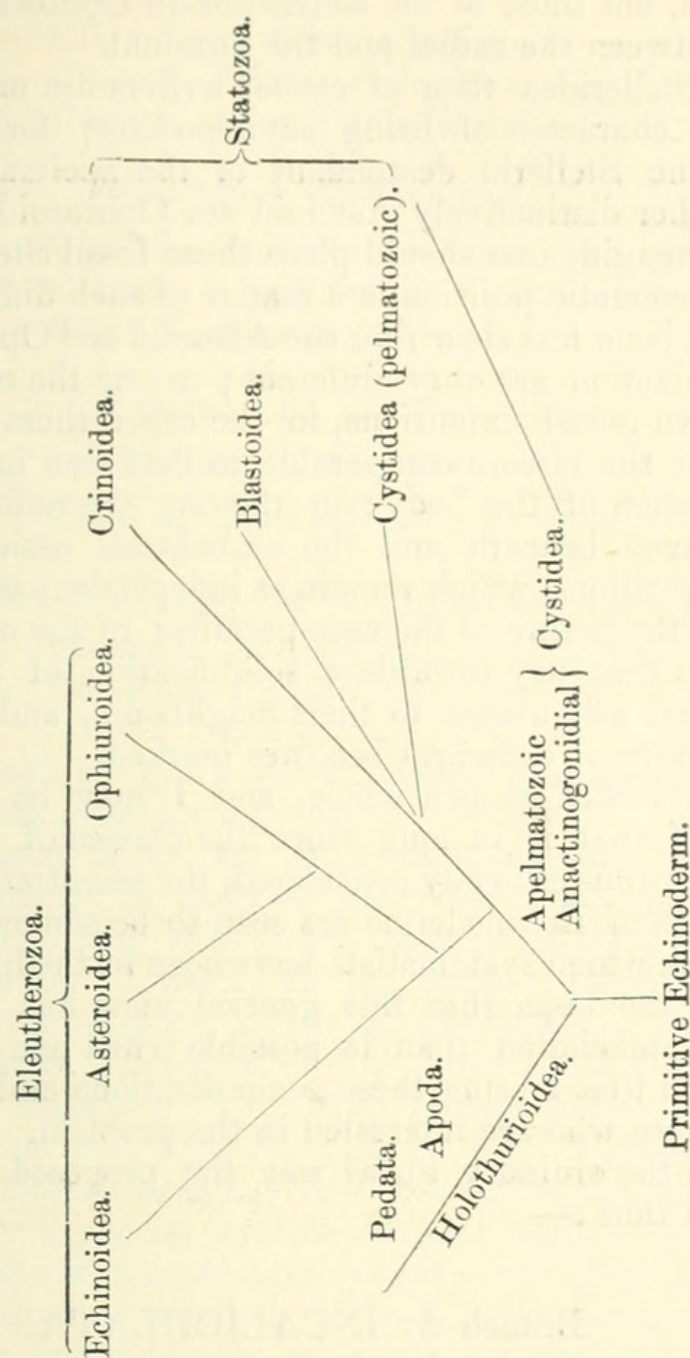 Eleutherozoa.
Echinoidea. Asteroidea. Ophiuroidea. Crinoidea. Statozoa.
Blastoidea.
Pedata. Cystidea (pelmatozoic).
Apoda.
Holothurioidea.
Apelmatozoic
Anactinogonidial } Cystidea.
Primitive Echinoderm.